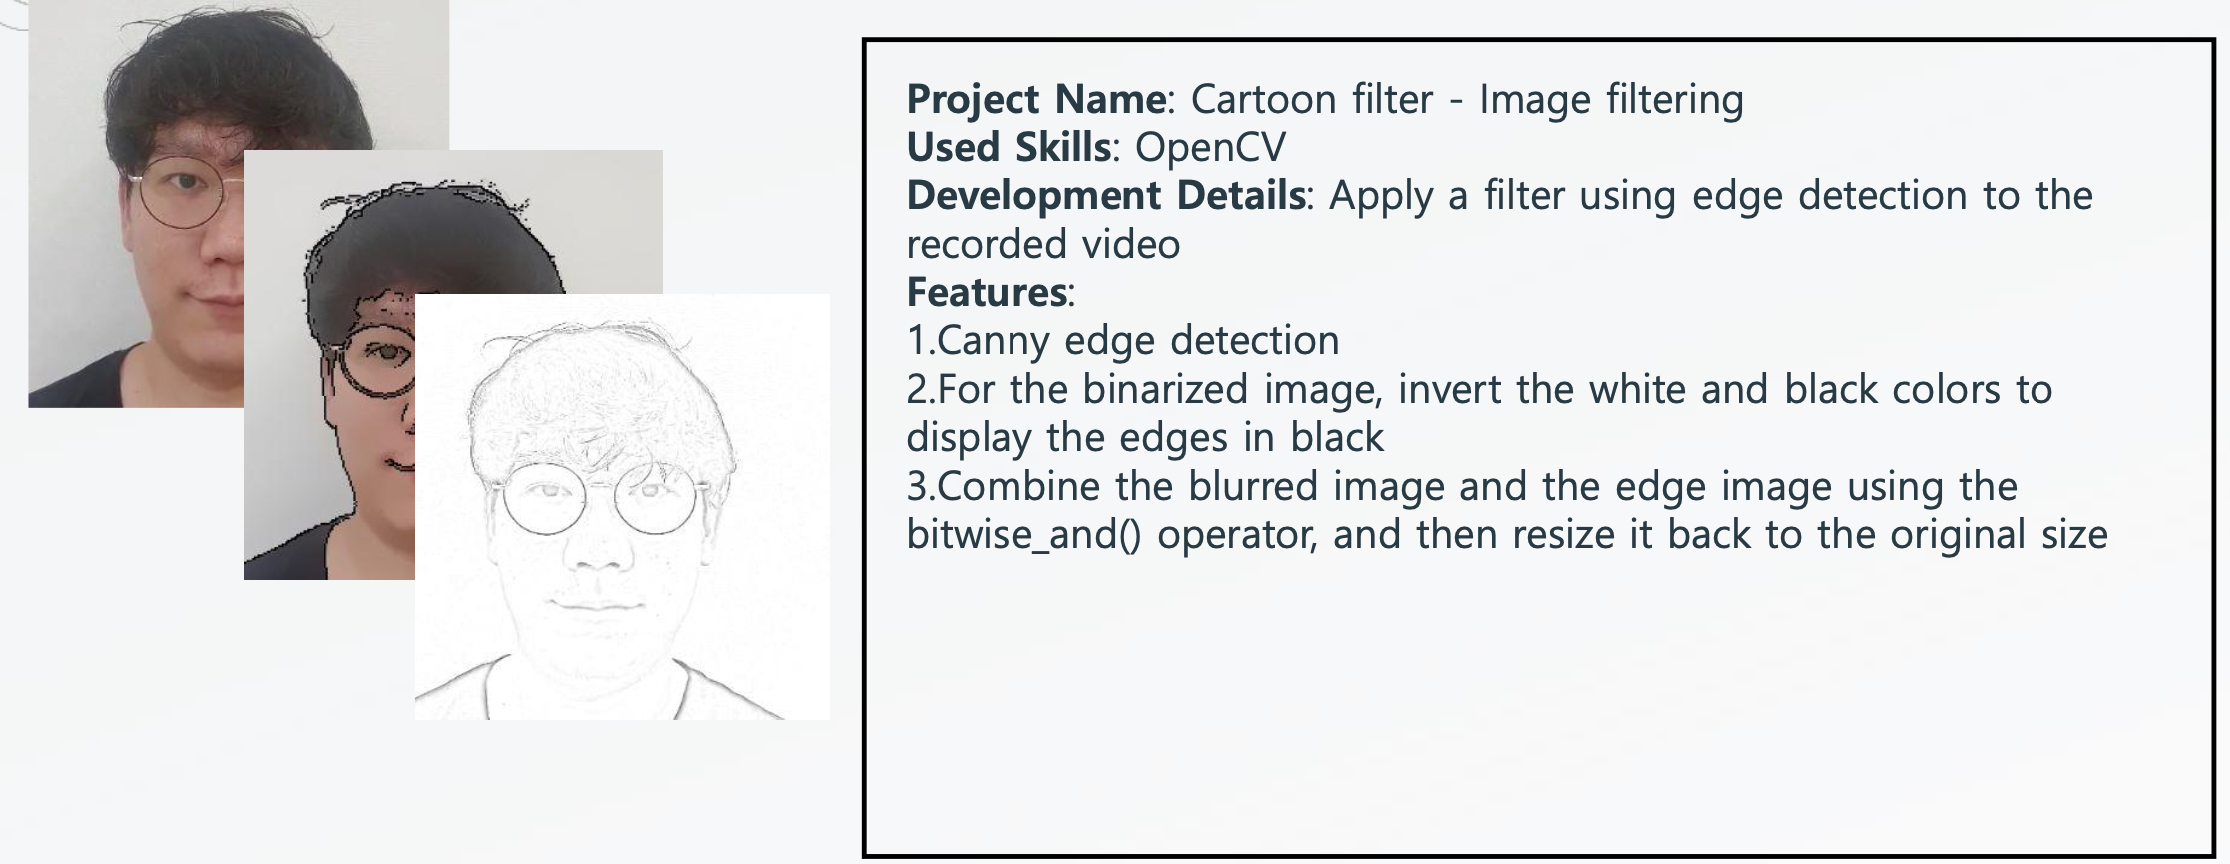 Project Name: Cartoon filter - Image filtering
Used Skills: OpenCV
Development Details: Apply a filter using edge detection to the
recorded video
Features:
1.Canny edge detection
2.For the binarized image, invert the white and black colors to
display the edges in black
3.Combine the blurred image and the edge image using the
bitwise_and() operator, and then resize it back to the original size